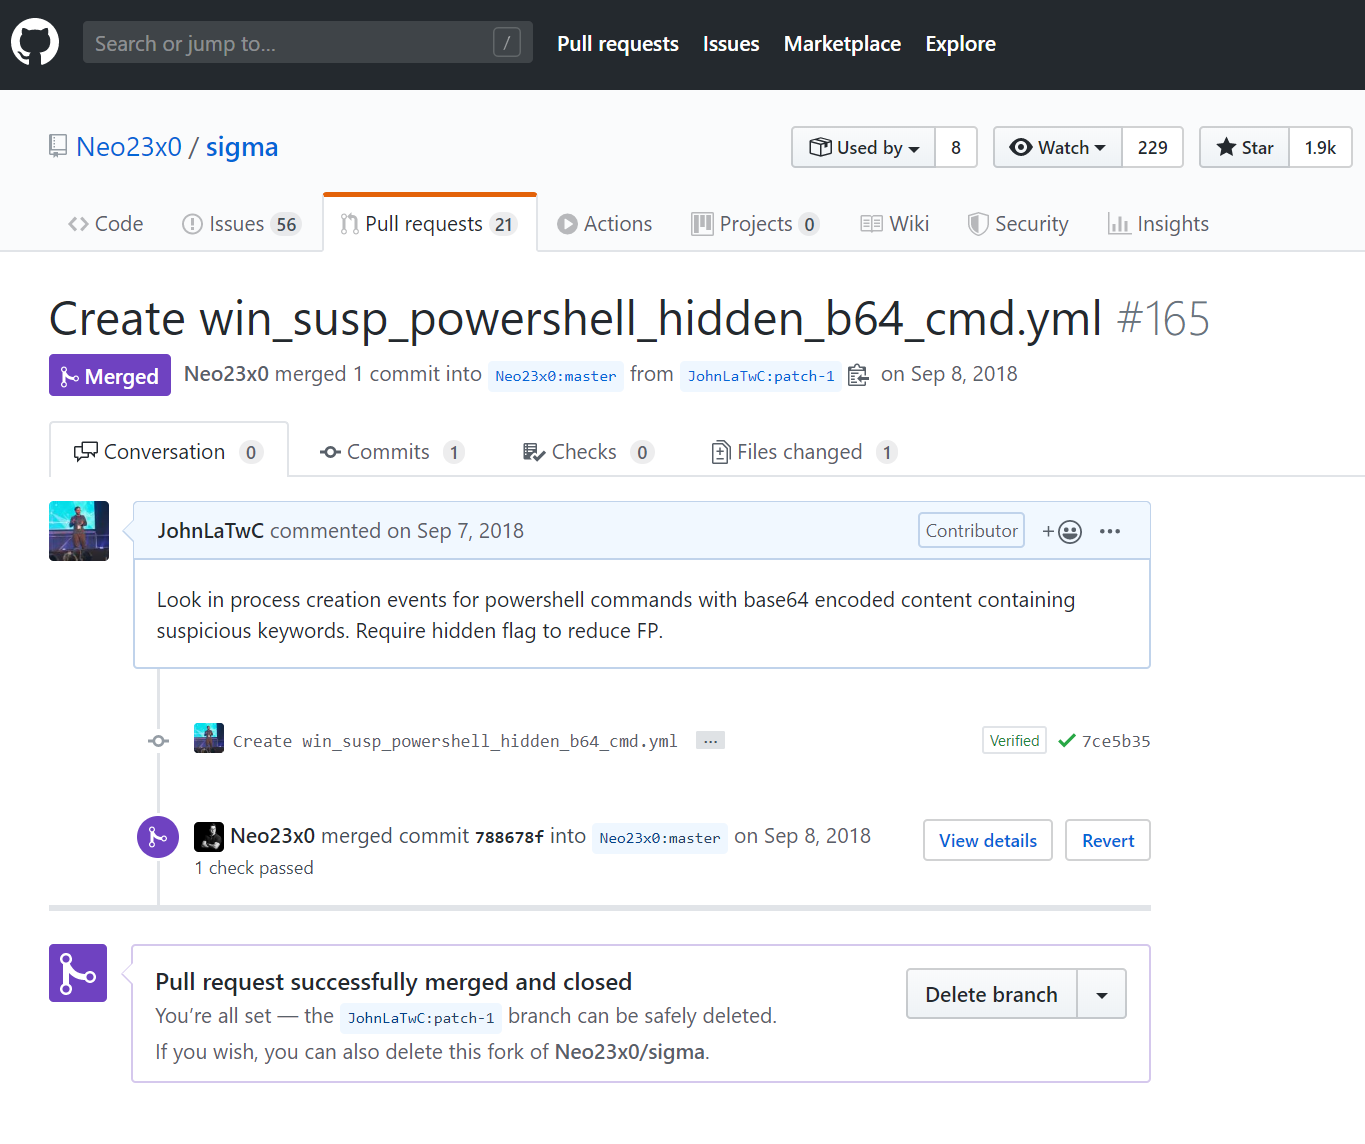 Search or jump to... /
Pull requests Issues Marketplace Explore
Neo23x0 / sigma
Used by 8 Watch 229 Star 1.9k
Code Issues 56 Pull requests 21 Actions Projects 0 Wiki Security Insights
Create win_susp_powershell_hidden_b64_cmd.yml #165
Merged Neo23x0 merged 1 commit into Neo23x0:master from JohnLaTwC:patch-1 on Sep 8, 2018
Conversation 0 Commits 1 Checks 0 Files changed 1
JohnLaTwC commented on Sep 7, 2018 Contributor + ...
Look in process creation events for powershell commands with base64 encoded content containing
suspicious keywords. Require hidden flag to reduce FP.
Create win_susp_powershell_hidden_b64_cmd.yml ... Verified 7ce5b35
Neo23x0 merged commit 788678f into Neo23x0:master on Sep 8, 2018 View details Revert
1 check passed
Pull request successfully merged and closed
You’re all set — the JohnLaTwC:patch-1 branch can be safely deleted.
If you wish, you can also delete this fork of Neo23x0/sigma.
Delete branch